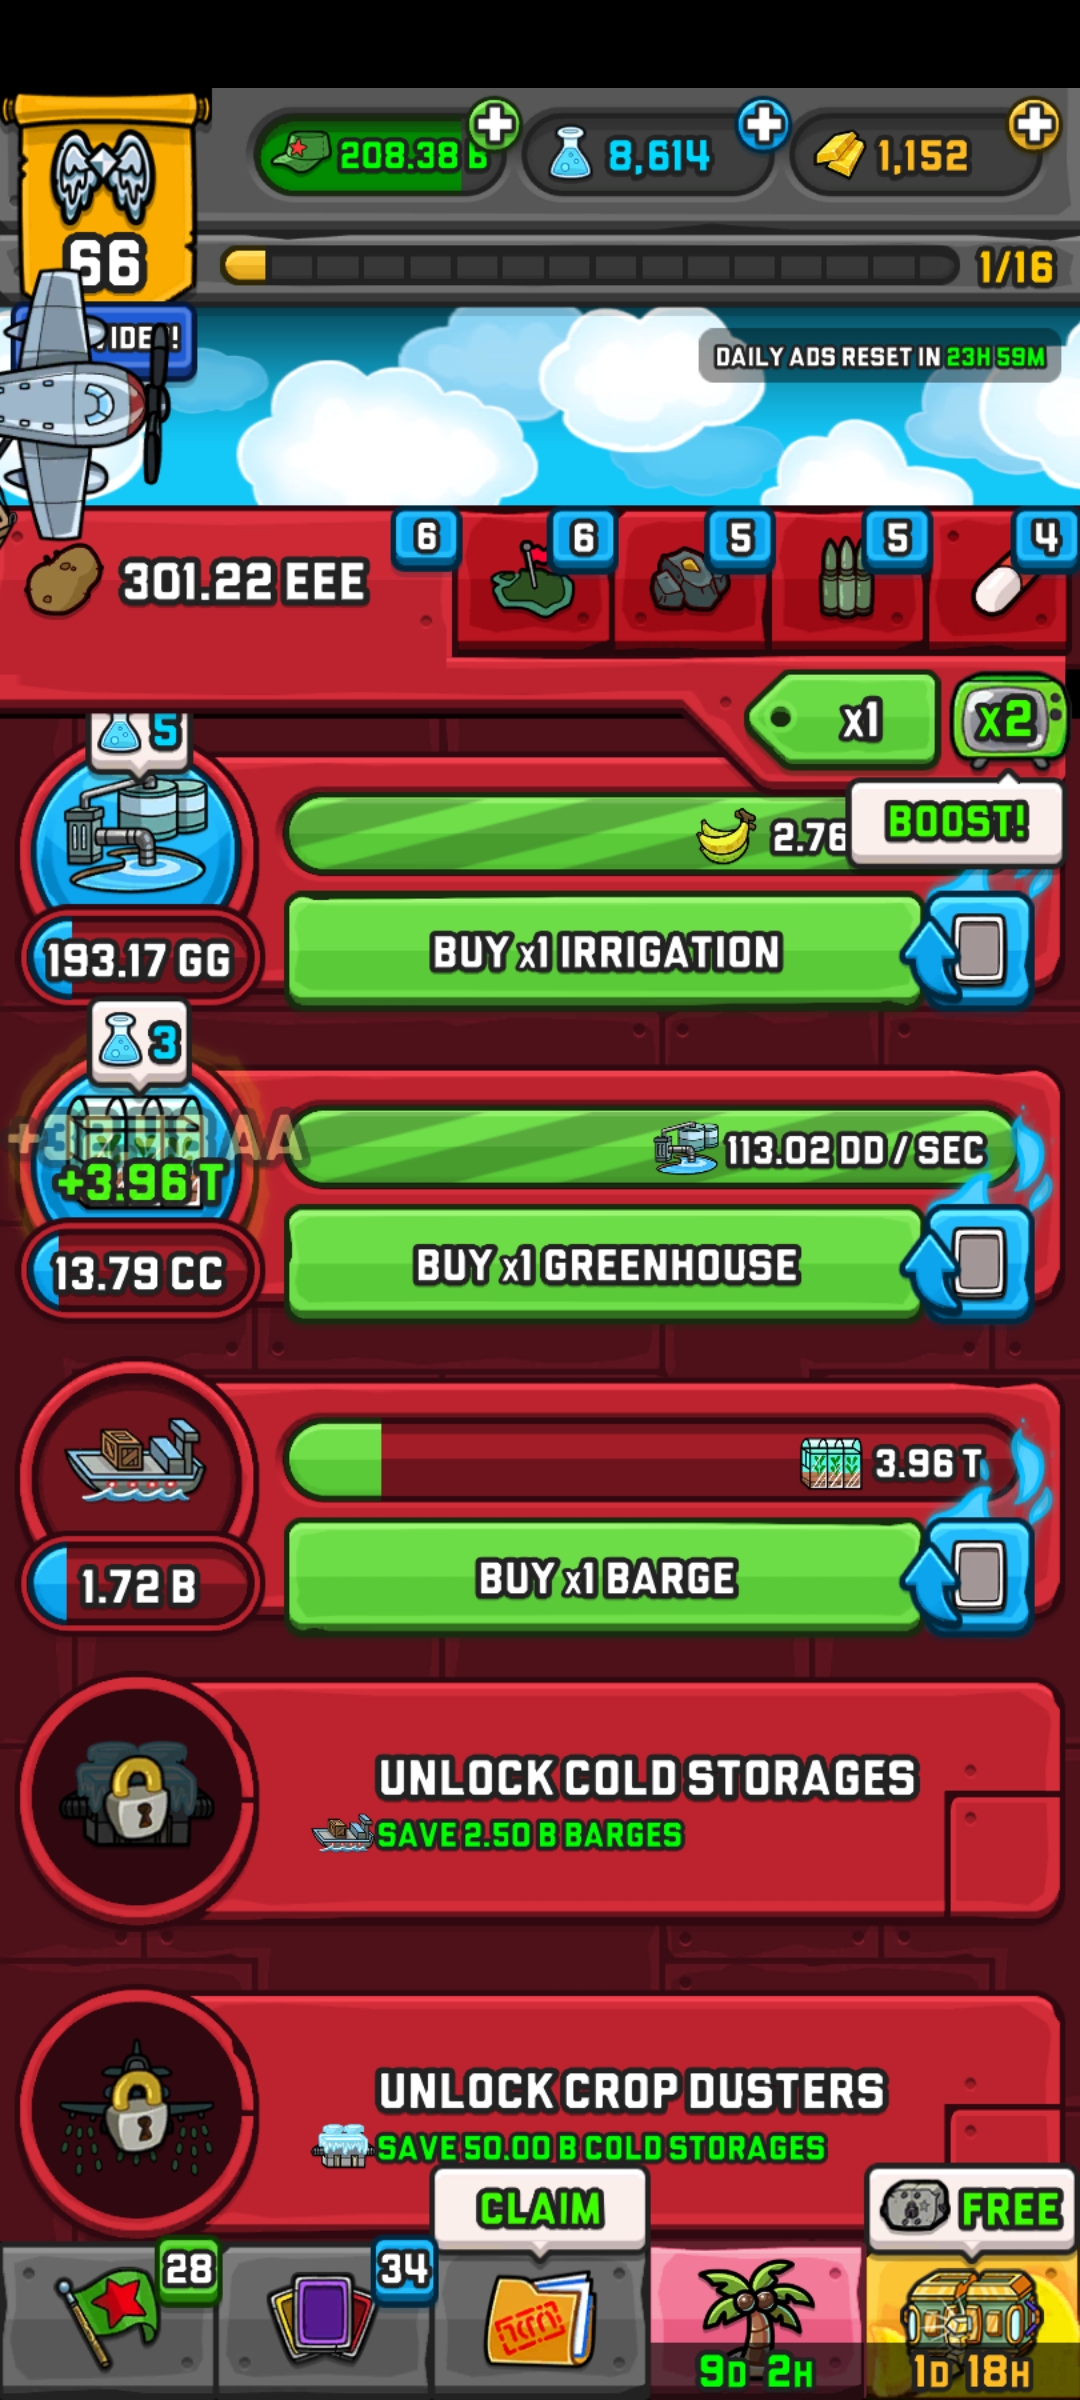 208.38 B
8,614
1,152
66
1/16
DAILY ADS RESET IN 23H 59M
6
6
5
5
4
301.22 EEE
x1
x2
BOOST!
5
2.76
193.17 GG
BUY x1 IRRIGATION
3
+3.96 T
113.02 DD / SEC
13.79 CC
BUY x1 GREENHOUSE
3.96 T
1.72 B
BUY x1 BARGE
UNLOCK COLD STORAGES
SAVE 2.50 B BARGES
UNLOCK CROP DUSTERS
SAVE 50.00 B COLD STORAGES
CLAIM
FREE
28
34
9D 2H
1D 18H